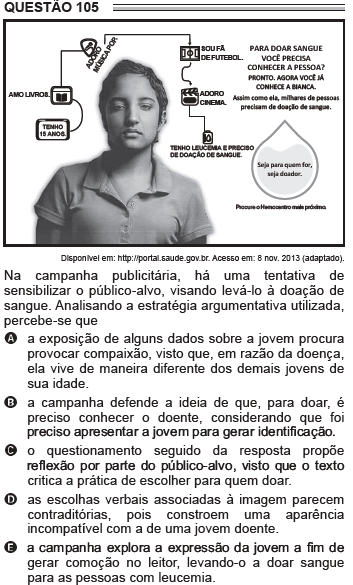 QUESTÃO 105
ADORO
MÚSICA POP.
SOU FÃ
DE FUTEBOL.
AMO LIVROS.
ADORO
CINEMA.
TENHO
15 ANOS.
TENHO LEUCEMIA E PRECISO
DE DOAÇÃO DE SANGUE.
PARA DOAR SANGUE
VOCÊ PRECISA
CONHECER A PESSOA?
PRONTO. AGORA VOCÊ JÁ
CONHECE A BIANCA.
Assim como ela, milhares de pessoas
precisam de doação de sangue.
Seja para quem for,
seja doador.
Procure o Hemocentro mais próximo.
Disponível em: http://portal.saude.gov.br. Acesso em: 8 nov. 2013 (adaptado).
Na campanha publicitária, há uma tentativa de
sensibilizar o público-alvo, visando levá-lo à doação de
sangue. Analisando a estratégia argumentativa utilizada,
percebe-se que
A a exposição de alguns dados sobre a jovem procura
provocar compaixão, visto que, em razão da doença,
ela vive de maneira diferente dos demais jovens de
sua idade.
B a campanha defende a ideia de que, para doar, é
preciso conhecer o doente, considerando que foi
preciso apresentar a jovem para gerar identificação.
C o questionamento seguido da resposta propõe
reflexão por parte do público-alvo, visto que o texto
critica a prática de escolher para quem doar.
D as escolhas verbais associadas à imagem parecem
contraditórias, pois constroem uma aparência
incompatível com a de uma jovem doente.
E a campanha explora a expressão da jovem a fim de
gerar comoção no leitor, levando-o a doar sangue
para as pessoas com leucemia.